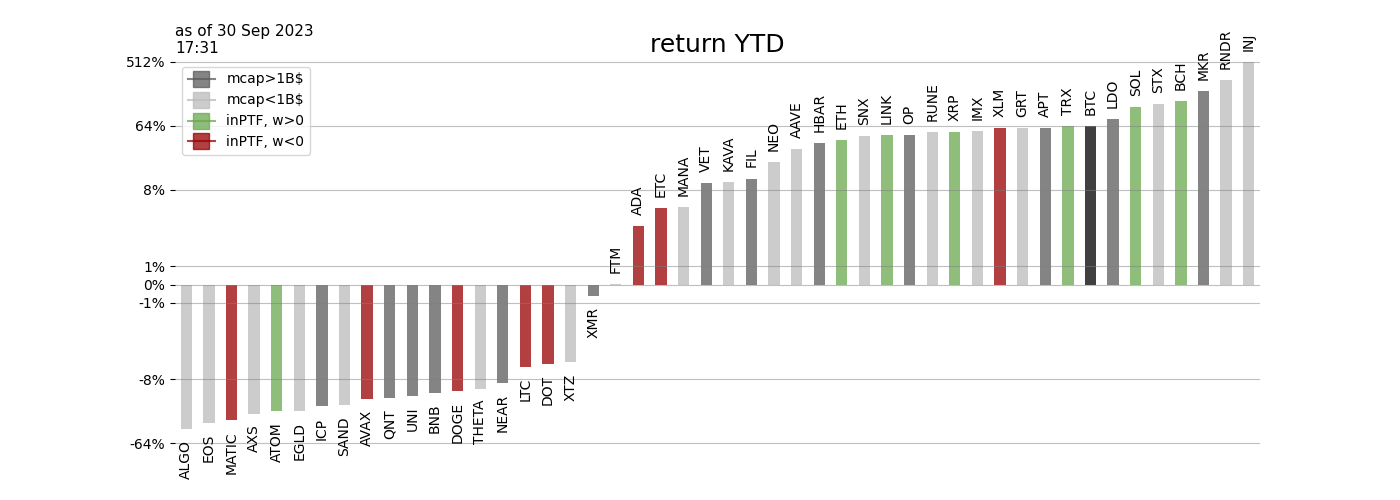 as of 30 Sep 2023
17:31
return YTD
mcap>1B$
mcap<1B$
inPTF, w>0
inPTF, w<0
512%
64%
8%
1%
0%
-1%
-8%
-64%
ALGO
EOS
MATIC
AXS
ATOM
EGLD
ICP
SAND
AVAX
QNT
UNI
BNB
DOGE
THETA
NEAR
LTC
DOT
XTZ
XMR
FTM
ADA
ETC
MANA
VET
KAVA
FIL
NEO
AAVE
HBAR
ETH
SNX
LINK
OP
RUNE
XRP
IMX
XLM
GRT
APT
TRX
BTC
LDO
SOL
STX
BCH
MKR
RNDR
INJ